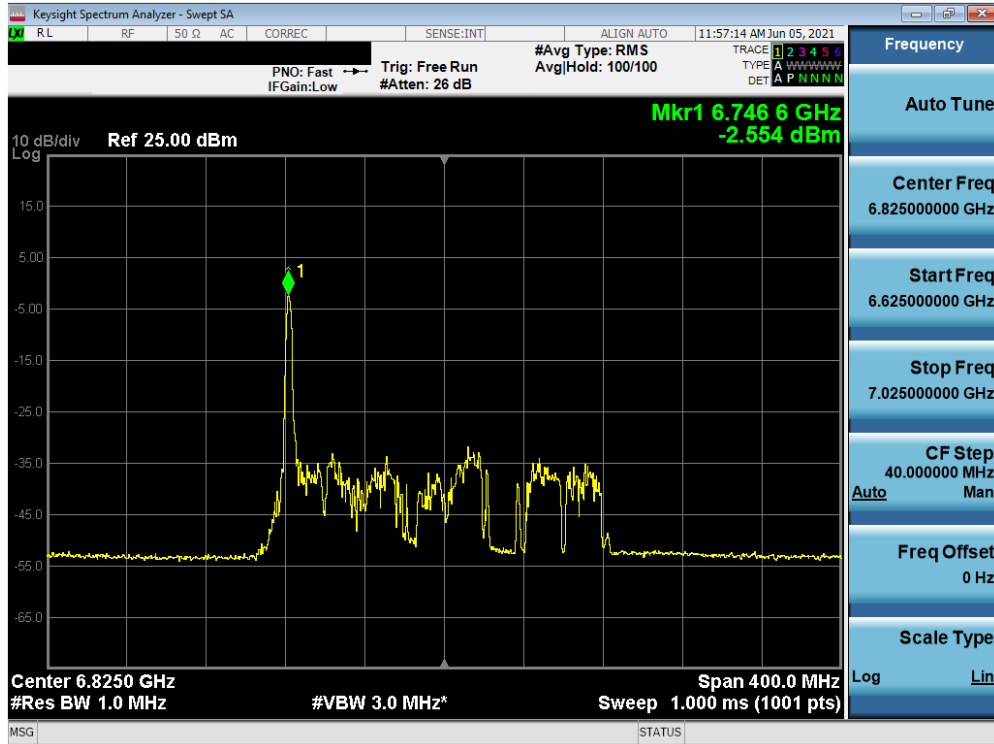 Keysight Spectrum Analyzer - Swept SA
LXI RL RF 50 Ω AC CORREC SENSE:INT ALIGN AUTO 11:57:14 AM Jun 05, 2021
PNO: Fast
IFGain:Low
Trig: Free Run
#Atten: 26 dB
#Avg Type: RMS
Avg|Hold: 100/100
TRACE 1 2 3 4 5 6
TYPE A WWWWW
DET A P N N N N
Mkr1 6.746 6 GHz
-2.554 dBm
10 dB/div Ref 25.00 dBm
Log
1
15.0
5.00
-5.00
-15.0
-25.0
-35.0
-45.0
-55.0
-65.0
Center 6.8250 GHz Span 400.0 MHz
#Res BW 1.0 MHz #VBW 3.0 MHz* Sweep 1.000 ms (1001 pts)
MSG STATUS
Frequency
Auto Tune
Center Freq
6.825000000 GHz
Start Freq
6.625000000 GHz
Stop Freq
7.025000000 GHz
CF Step
40.000000 MHz
Auto Man
Freq Offset
0 Hz
Scale Type
Log Lin